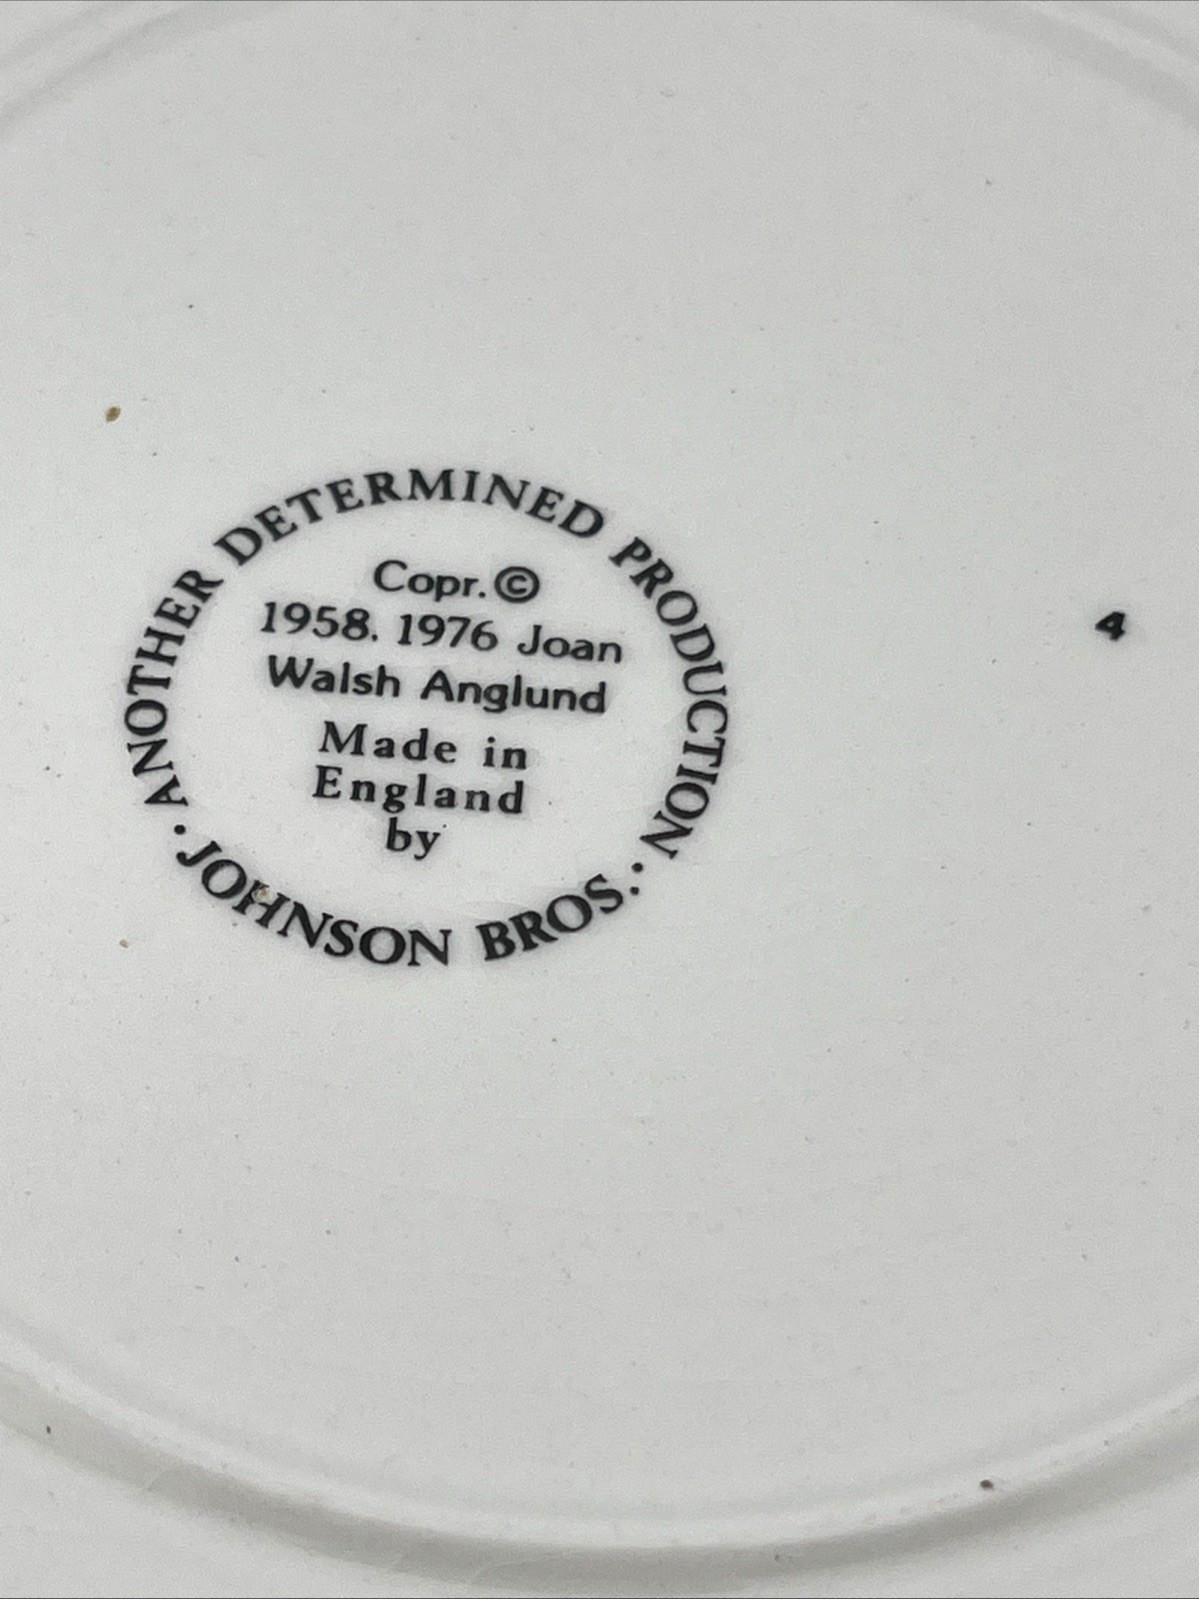 · ANOTHER DETERMINED PRODUCTION ·
Copr.©
1958. 1976 Joan
Walsh Anglund
Made in
England
by
JOHNSON BROS.
4